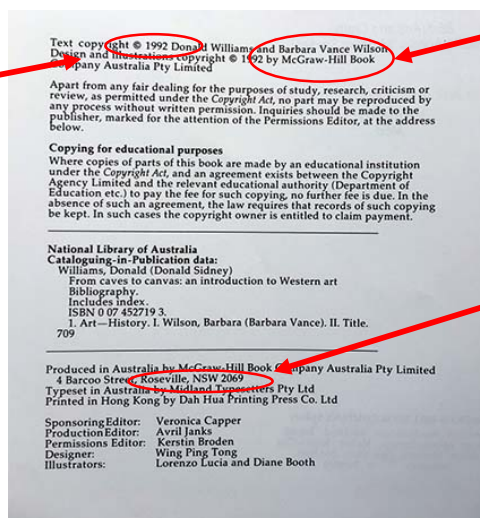 Text copyright © 1992 Donald Williams and Barbara Vance Wilson
Design and illustrations copyright © 1992 by McGraw-Hill Book
Company Australia Pty Limited
Apart from any fair dealing for the purposes of study, research, criticism or
review, as permitted under the Copyright Act, no part may be reproduced by
any process without written permission. Inquiries should be made to the
publisher, marked for the attention of the Permissions Editor, at the address
below.
Copying for educational purposes
Where copies of parts of this book are made by an educational institution
under the Copyright Act, and an agreement exists between the Copyright
Agency Limited and the relevant educational authority (Department of
Education etc.) to pay the fee for such copying, no further fee is due. In the
absence of such an agreement, the law requires that records of such copying
be kept. In such cases the copyright owner is entitled to claim payment.
National Library of Australia
Cataloguing-in-Publication data:
Williams, Donald (Donald Sidney)
From caves to canvas: an introduction to Western art
Bibliography.
Includes index.
ISBN 0 07 452719 3.
1. Art—History. I. Wilson, Barbara (Barbara Vance). II. Title.
709
Produced in Australia by McGraw-Hill Book Company Australia Pty Limited
4 Barcoo Street, Roseville, NSW 2069
Typeset in Australia by Midland Typesetters Pty Ltd
Printed in Hong Kong by Dah Hua Printing Press Co. Ltd
Sponsoring Editor: Veronica Capper
Production Editor: Avril Janks
Permissions Editor: Kerstin Broden
Designer: Wing Ping Tong
Illustrators: Lorenzo Lucia and Diane Booth